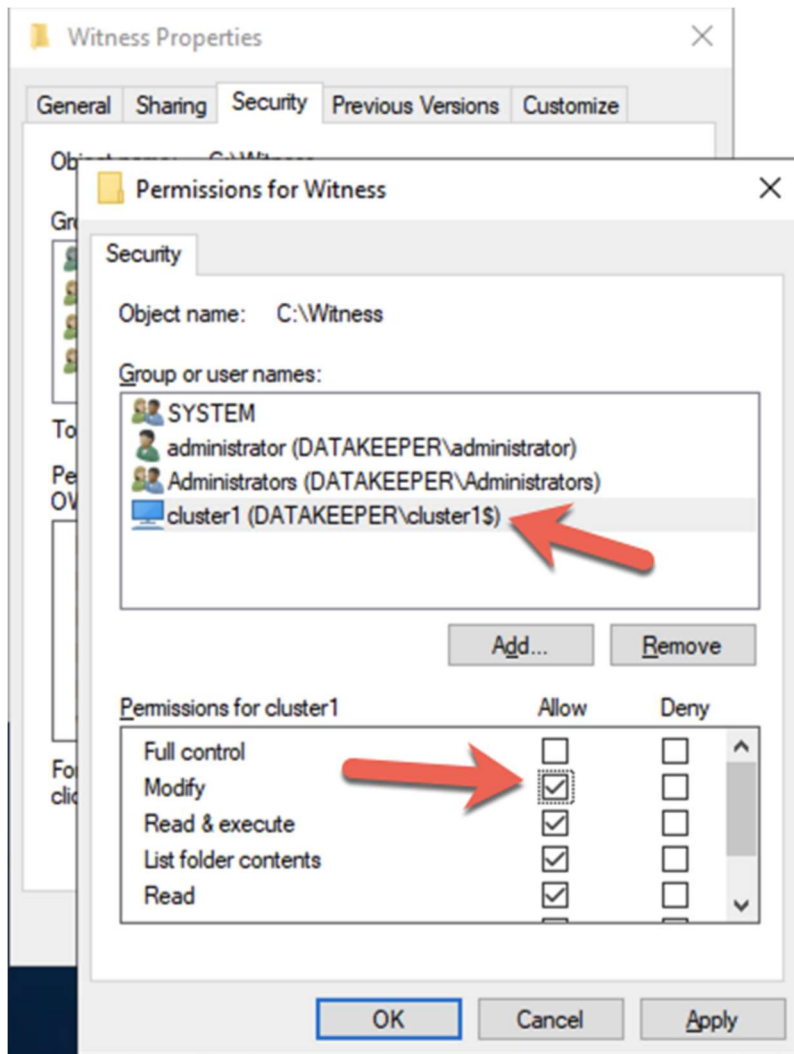 Witness Properties
General Sharing Security Previous Versions Customize
Permissions for Witness
Security
Object name: C:\Witness
Group or user names:
SYSTEM
administrator (DATAKEEPER\administrator)
Administrators (DATAKEEPER\Administrators)
cluster1 (DATAKEEPER\cluster1$)
To
Add... Remove
Permissions for cluster1 Allow Deny
Full control
Modify
Read & execute
List folder contents
Read
OK Cancel Apply